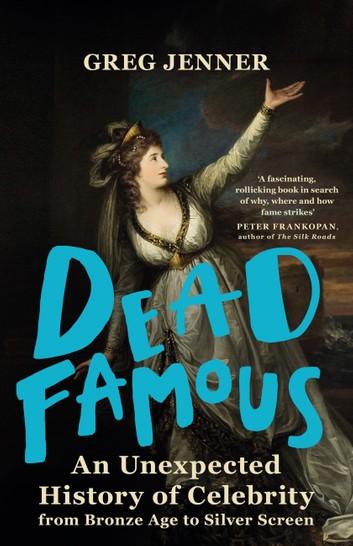 GREG JENNER
‘A fascinating,
rollicking book in search
of why, where and how
fame strikes’
PETER FRANKOPAN,
author of The Silk Roads
DEAD
FAMOUS
An Unexpected
History of Celebrity
from Bronze Age to Silver Screen